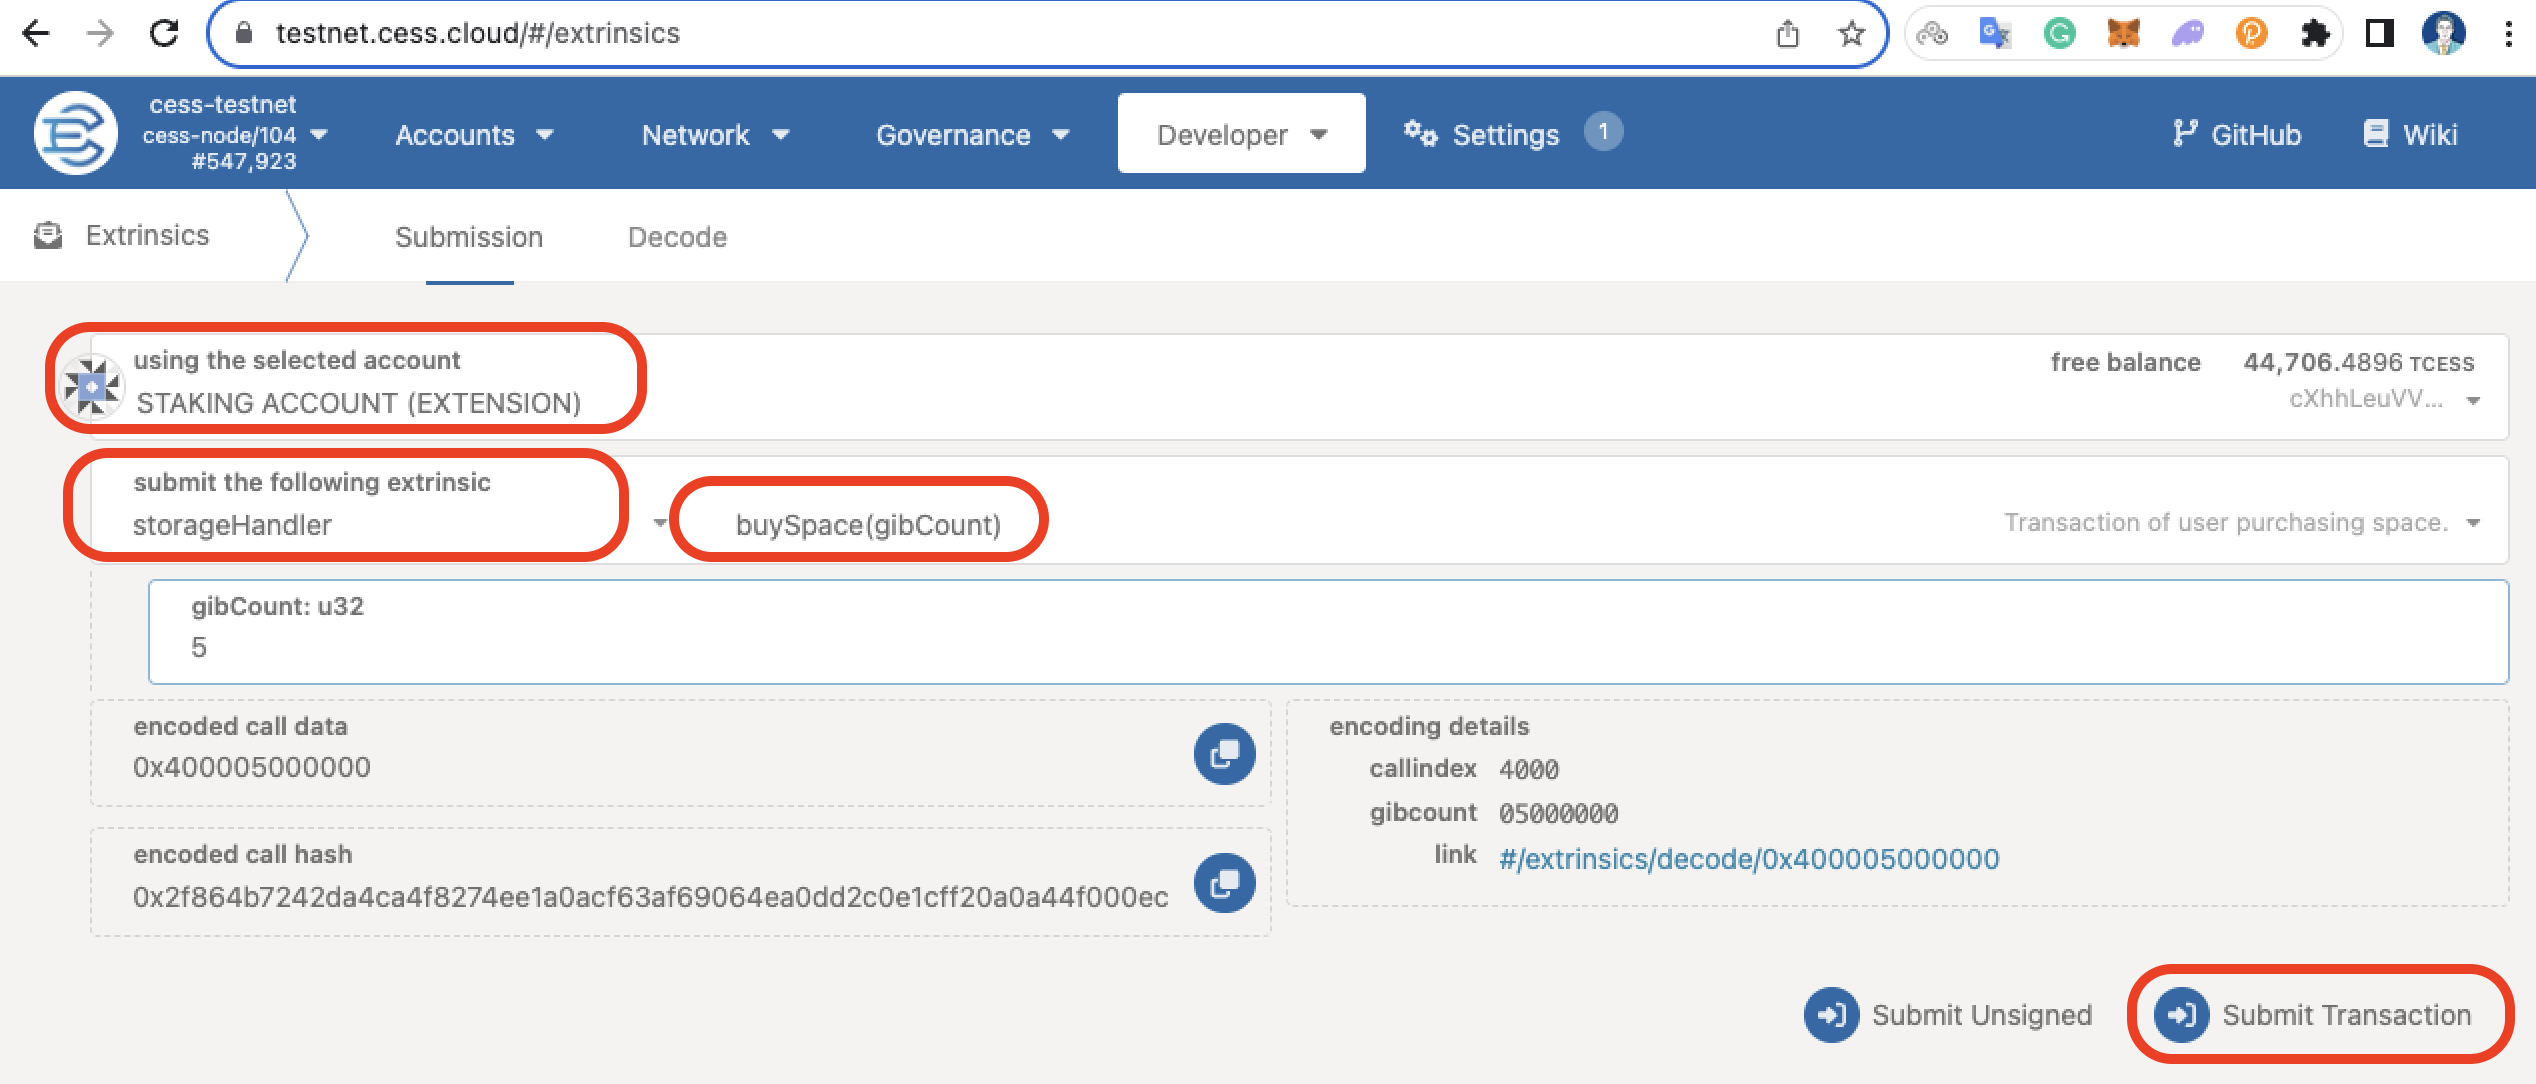 testnet.cess.cloud/#/extrinsics
cess-testnet
cess-node/104
#547,923
Accounts
Network
Governance
Developer
Settings
1
GitHub
Wiki
Extrinsics
Submission
Decode
using the selected account
STAKING ACCOUNT (EXTENSION)
free balance
44,706.4896 TCESS
cXhhLeuVV...
submit the following extrinsic
storageHandler
buySpace(gibCount)
Transaction of user purchasing space.
gibCount: u32
5
encoded call data
0x400005000000
encoding details
callindex 4000
gibcount 05000000
link #/extrinsics/decode/0x400005000000
encoded call hash
0x2f864b7242da4ca4f8274ee1a0acf63af69064ea0dd2c0e1cff20a0a44f000ec
Submit Unsigned
Submit Transaction